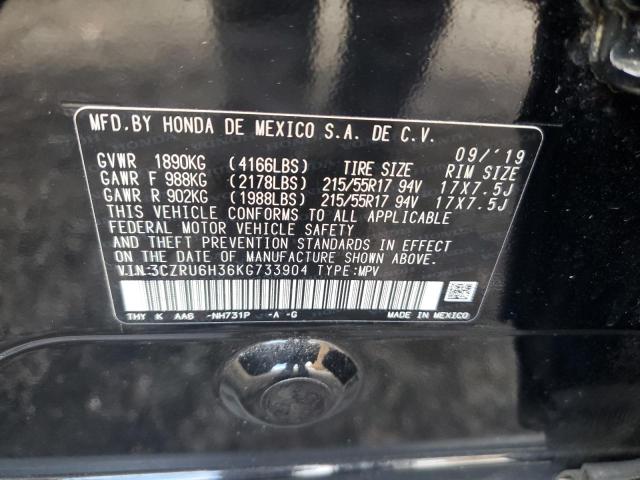 MFD.BY HONDA DE MEXICO S.A. DE C.V.
09/'19
GVWR 1890KG (4166LBS) TIRE SIZE RIM SIZE
GAWR F 988KG (2178LBS) 215/55R17 94V 17X7.5J
GAWR R 902KG (1988LBS) 215/55R17 94V 17X7.5J
THIS VEHICLE CONFORMS TO ALL APPLICABLE
FEDERAL MOTOR VEHICLE SAFETY
AND THEFT PREVENTION STANDARDS IN EFFECT
ON THE DATE OF MANUFACTURE SHOWN ABOVE.
V.I.N:3CZRU6H36KG733904 TYPE:MPV
THY K AA6 -NH731P -A -G MADE IN MEXICO